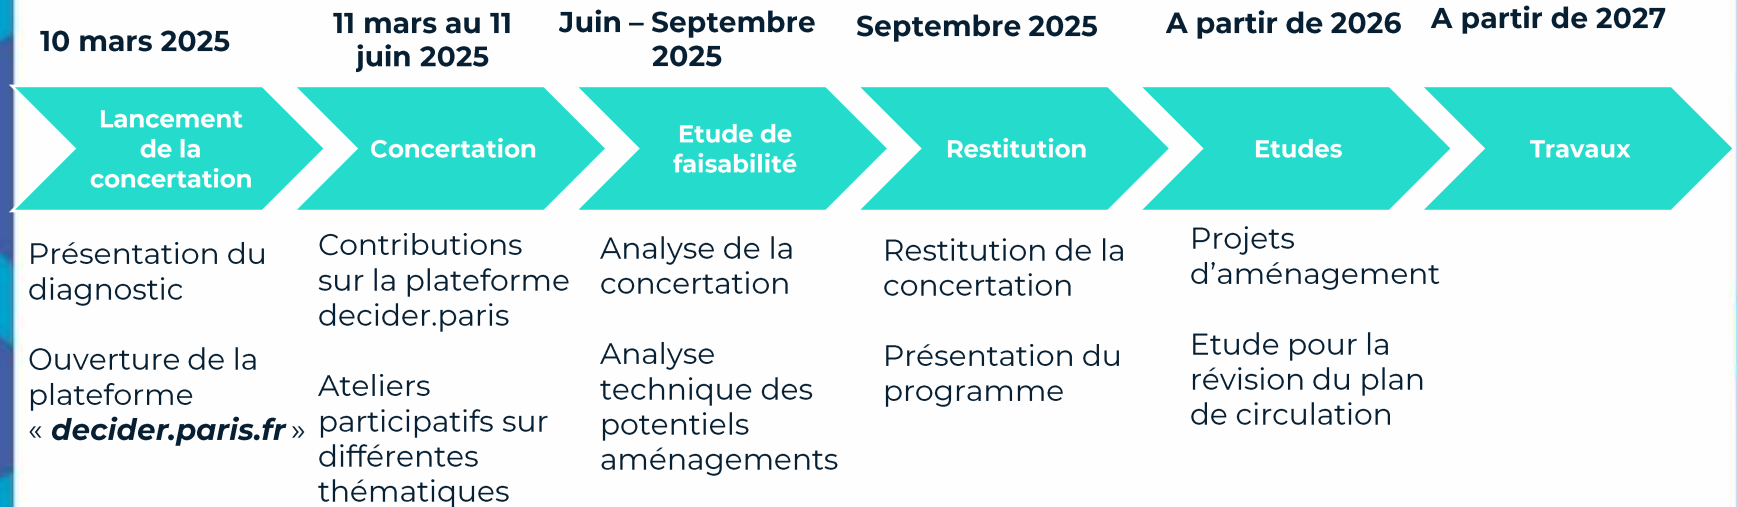 10 mars 2025
11 mars au 11
juin 2025
Juin – Septembre
2025
Septembre 2025
A partir de 2026
A partir de 2027
Lancement
de la
concertation
Concertation
Etude de
faisabilité
Restitution
Etudes
Travaux
Présentation du
diagnostic
Ouverture de la
plateforme
« decider.paris.fr »
Contributions
sur la plateforme
decider.paris
Ateliers
participatifs sur
différentes
thématiques
Analyse de la
concertation
Analyse
technique des
potentiels
aménagements
Restitution de la
concertation
Présentation du
programme
Projets
d’aménagement
Etude pour la
révision du plan
de circulation